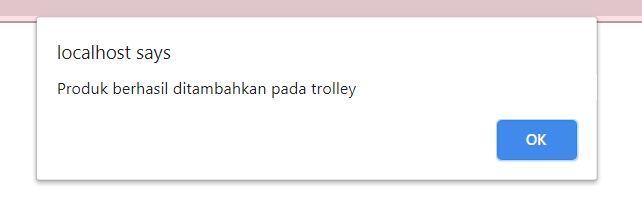 localhost says
Produk berhasil ditambahkan pada trolley
OK